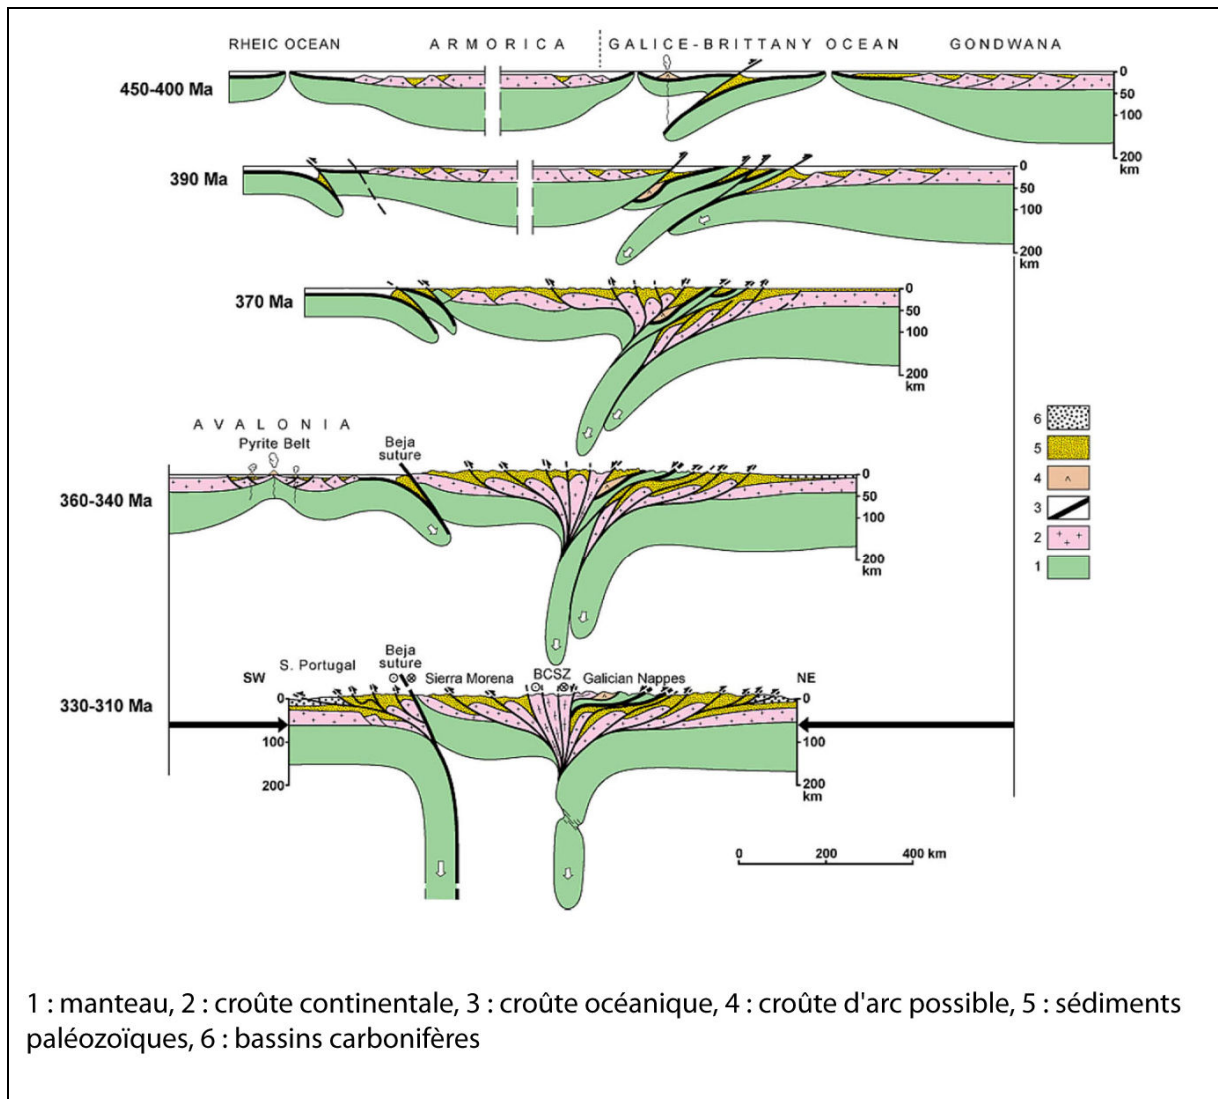 RHEIC OCEAN ARMORICA GALICE-BRITTANY OCEAN GONDWANA
450-400 Ma
0
50
100
150
200
km
390 Ma
0
50
100
200
km
370 Ma
0
50
100
200
km
AVALONIA
Pyrite Belt
Beja
suture
360-340 Ma
0
50
100
200
km
6
5
4
3
2
1
SW
S. Portugal
Beja
suture
Sierra Morena
BCSZ
Galician Nappes
NE
330-310 Ma
0
100
200
0
100
200
km
0 200 400 km
1 : manteau, 2 : croûte continentale, 3 : croûte océanique, 4 : croûte d'arc possible, 5 : sédiments
paléozoïques, 6 : bassins carbonifères